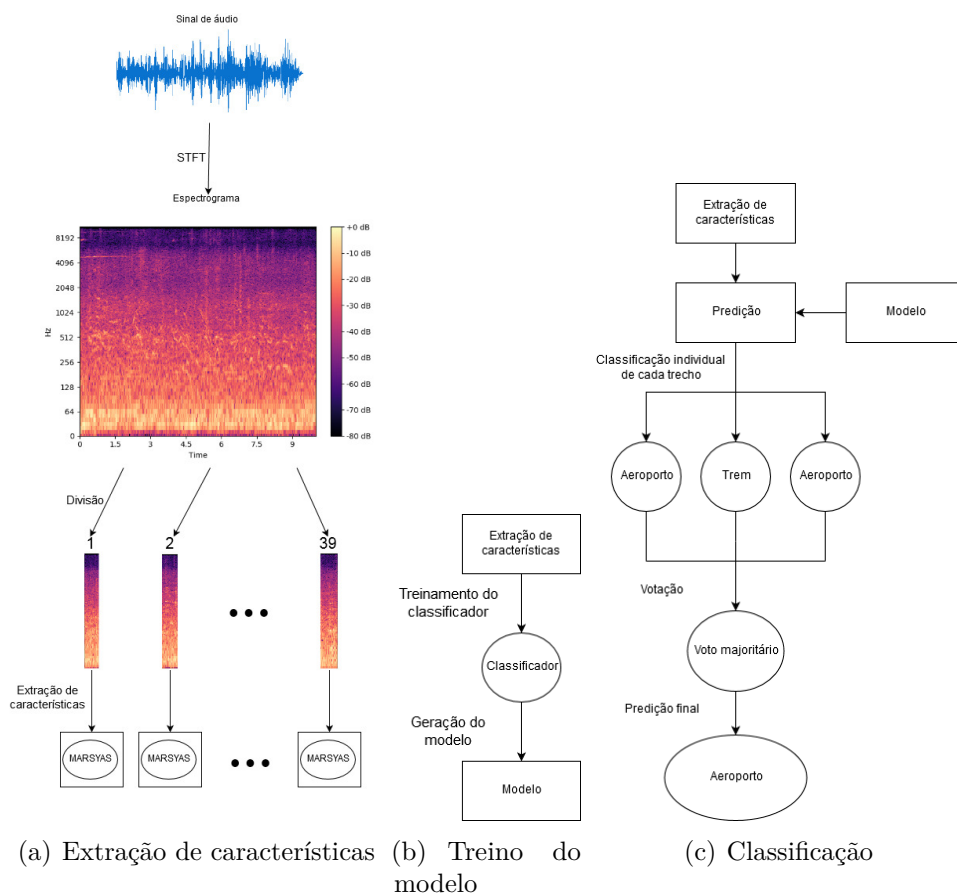 Sinal de áudio
STFT
Espectrograma
+0 dB
-10 dB
-20 dB
-30 dB
-40 dB
-50 dB
-60 dB
-70 dB
-80 dB
8192
4096
2048
1024
512
256
128
64
0
Hz
0
1.5
3
4.5
6
7.5
9
Time
Divisão
1
2
39
Extração de
características
MARSYAS
MARSYAS
MARSYAS
(a) Extração de características
Extração de
características
Treinamento do
classificador
Classificador
Geração do
modelo
Modelo
(b) Treino do
modelo
Extração de
características
Predição
Modelo
Classificação individual
de cada trecho
Aeroporto
Trem
Aeroporto
Votação
Voto majoritário
Predição final
Aeroporto
(c) Classificação